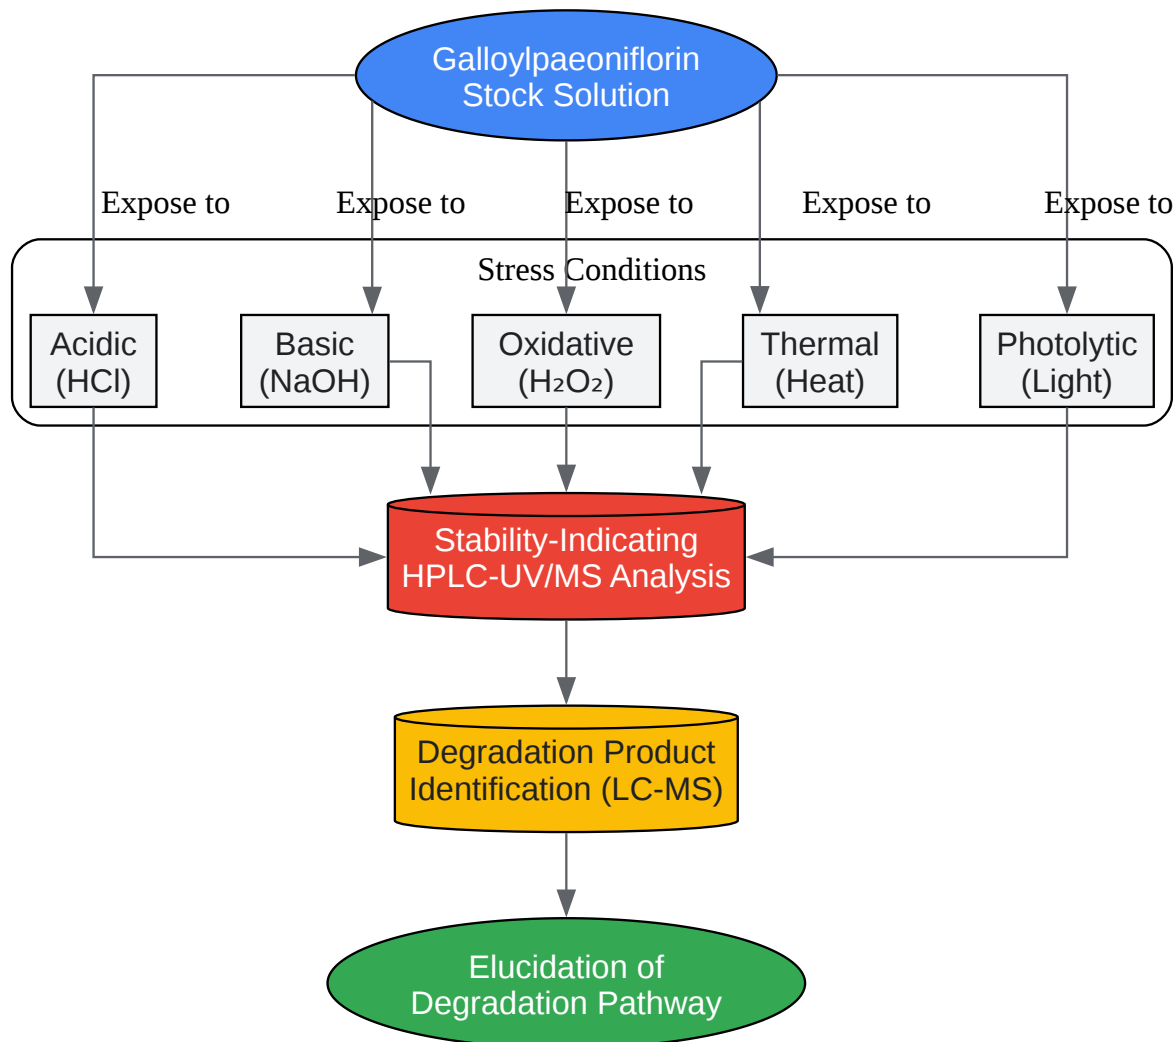 Galloylpaeoniflorin
Stock Solution
Expose to
Expose to
Expose to
Expose to
Expose to
Stress Conditions
Acidic
(HCl)
Basic
(NaOH)
Oxidative
(H₂O₂)
Thermal
(Heat)
Photolytic
(Light)
Stability-Indicating
HPLC-UV/MS Analysis
Degradation Product
Identification (LC-MS)
Elucidation of
Degradation Pathway